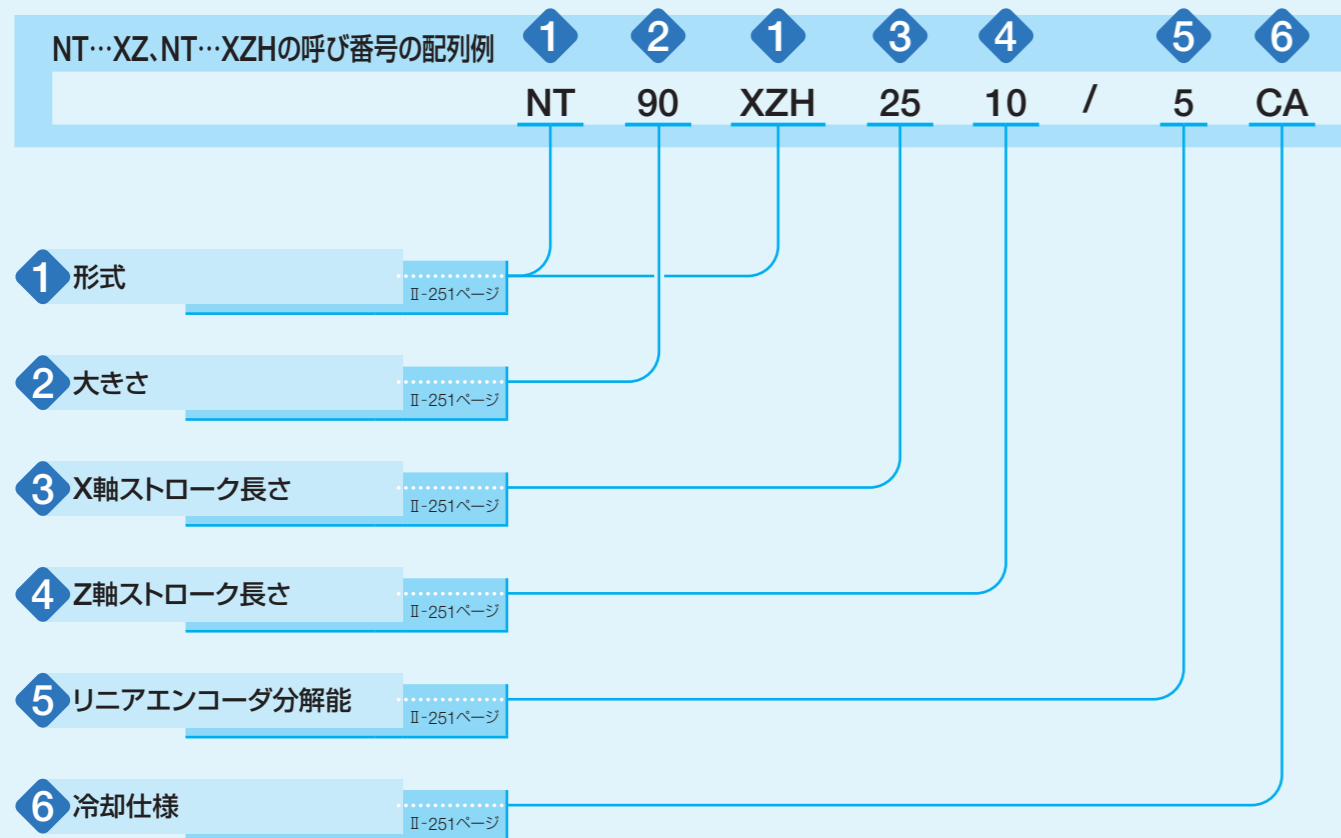 NT…XZ、NT…XZHの呼び番号の配列例 1 2 1 3 4 5 6
NT 90 XZH 25 10 / 5 CA
1 形式
Ⅱ-251ページ
2 大きさ
Ⅱ-251ページ
3 X軸ストローク長さ
Ⅱ-251ページ
4 Z軸ストローク長さ
Ⅱ-251ページ
5 リニアエンコーダ分解能
Ⅱ-251ページ
6 冷却仕様
Ⅱ-251ページ